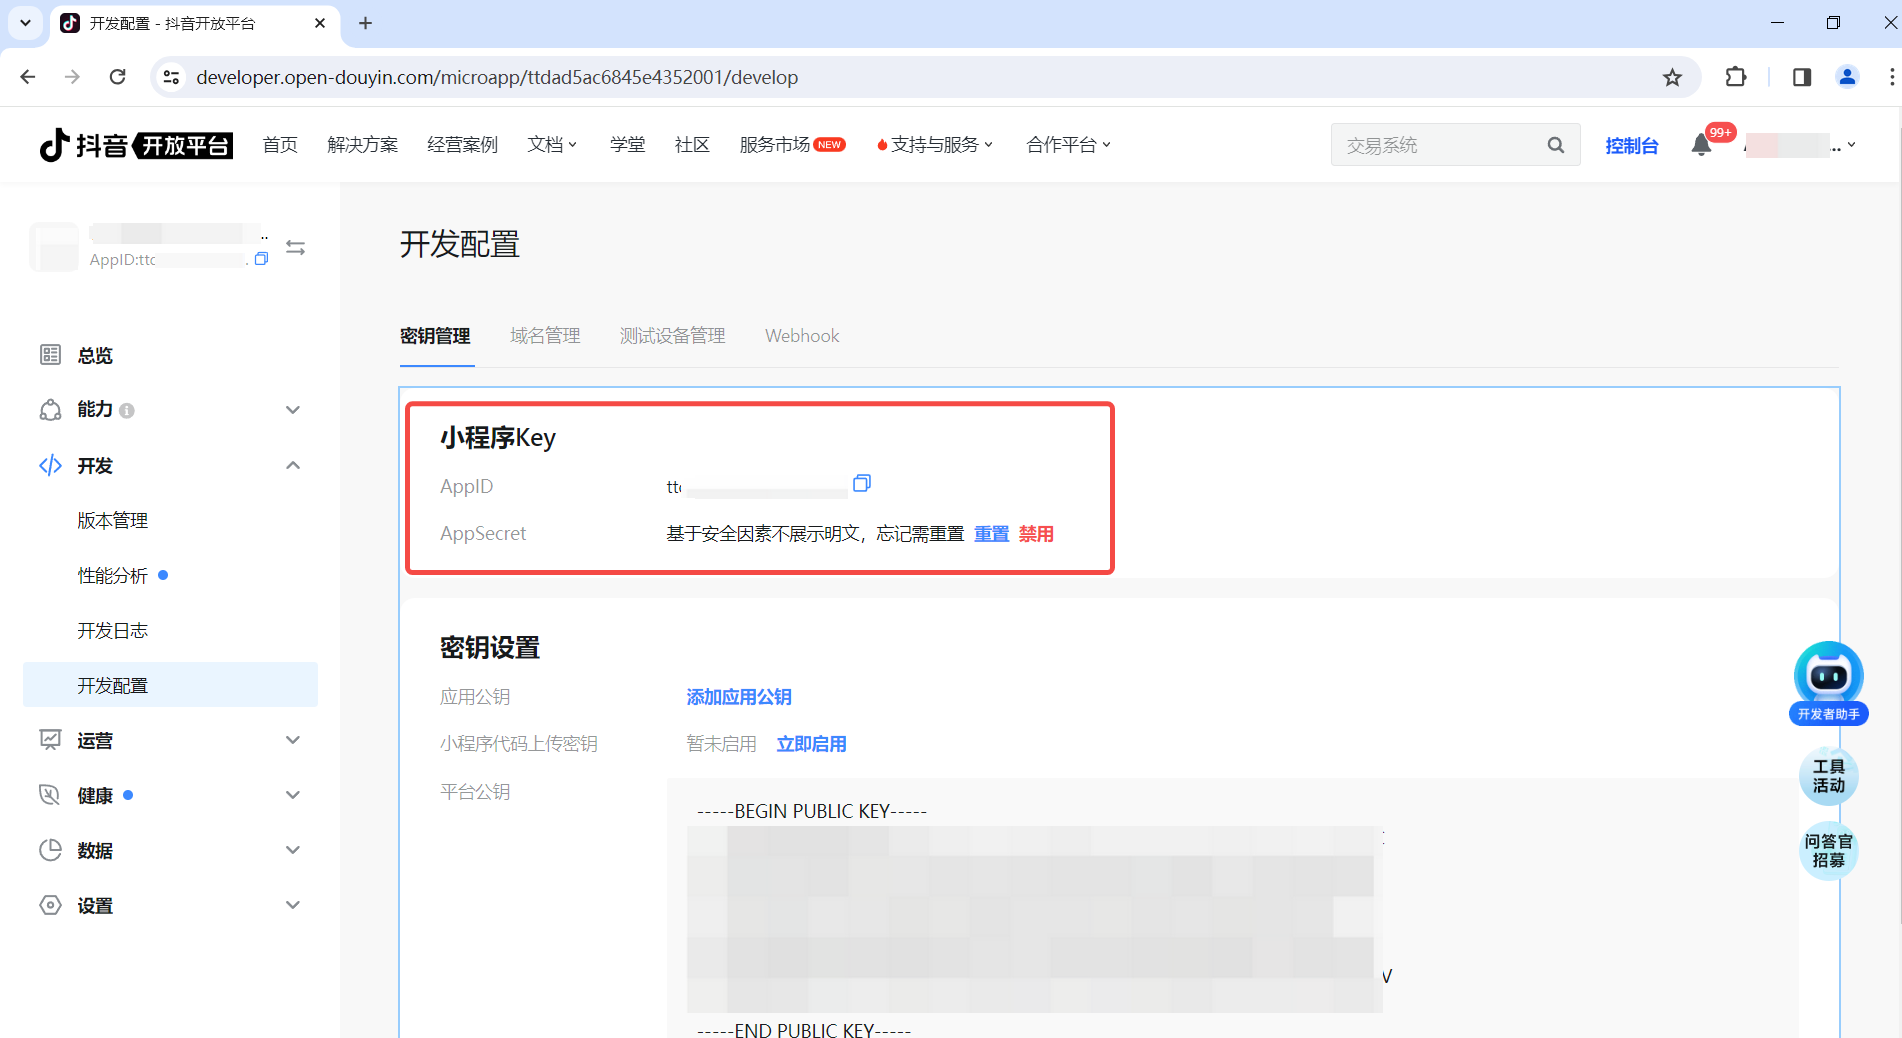 开发配置 - 抖音开放平台
developer.open-douyin.com/microapp/ttdad5ac6845e4352001/develop
抖音 开放平台
首页 解决方案 经营案例 文档 学堂 社区 服务市场 NEW 支持与服务 合作平台 交易系统 控制台 99+ ...
..
AppID:ttc .
总览
能力
开发
版本管理
性能分析
开发日志
开发配置
运营
健康
数据
设置
开发配置
密钥管理 域名管理 测试设备管理 Webhook
小程序Key
AppID ttc
AppSecret 基于安全因素不展示明文，忘记需重置 重置 禁用
密钥设置
应用公钥 添加应用公钥
小程序代码上传密钥 暂未启用 立即启用
平台公钥
-----BEGIN PUBLIC KEY-----
-----END PUBLIC KEY-----
开发者助手
工具
活动
问答官
招募